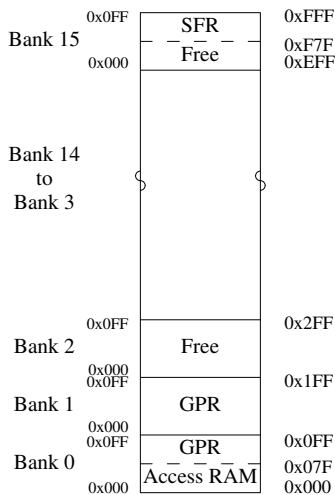 0x0FF SFR 0xFFF
Bank 15 0xF7F
Free
0x000 0xEFF
Bank 14
to
Bank 3
0x0FF 0x2FF
Bank 2 Free
0x000
0x0FF 0x1FF
Bank 1 GPR
0x000
0x0FF GPR 0x0FF
Bank 0 0x07F
Access RAM
0x000 0x000